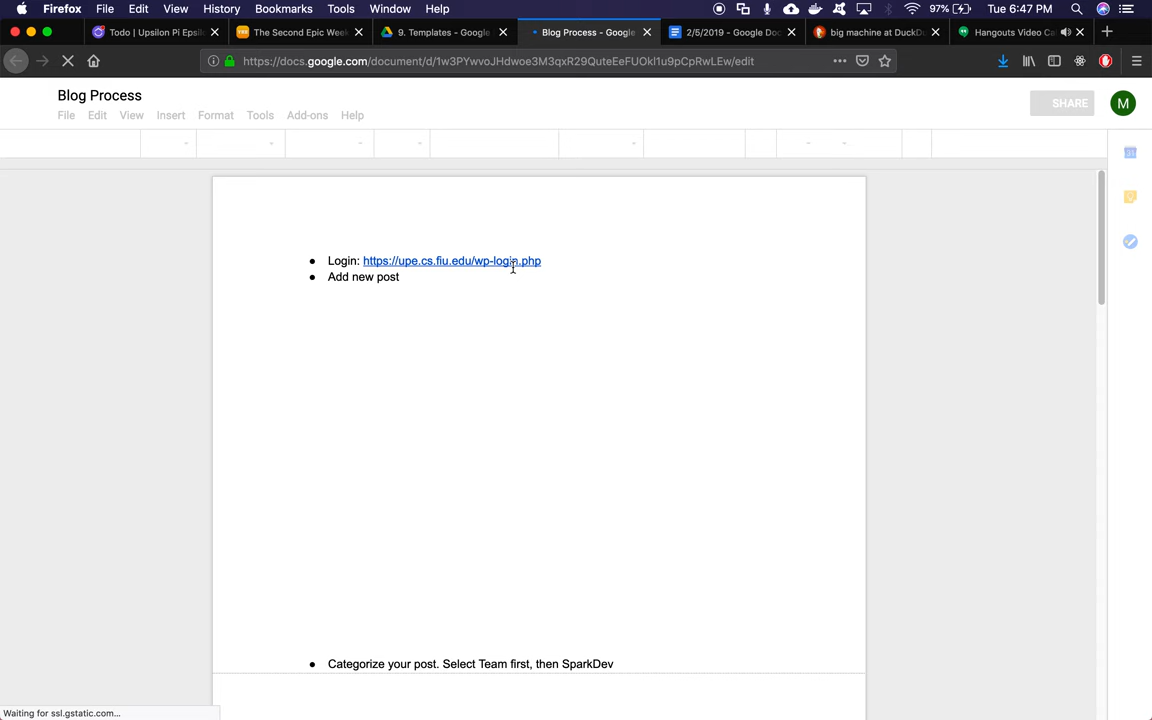 Firefox File Edit View History Bookmarks Tools Window Help 97% Tue 6:47 PM
Todo | Upsilon Pi Epsil The Second Epic Week 9. Templates - Google Blog Process - Google 2/5/2019 - Google Doc big machine at DuckD Hangouts Video Ca
https://docs.google.com/document/d/1w3PYwvoJHdwoe3M3qxR29QuteEeFUOkI1u9pCpRwLEw/edit
Blog Process
SHARE M
File Edit View Insert Format Tools Add-ons Help
31
● Login: https://upe.cs.fiu.edu/wp-login.php
● Add new post
● Categorize your post. Select Team first, then SparkDev
Waiting for ssl.gstatic.com...